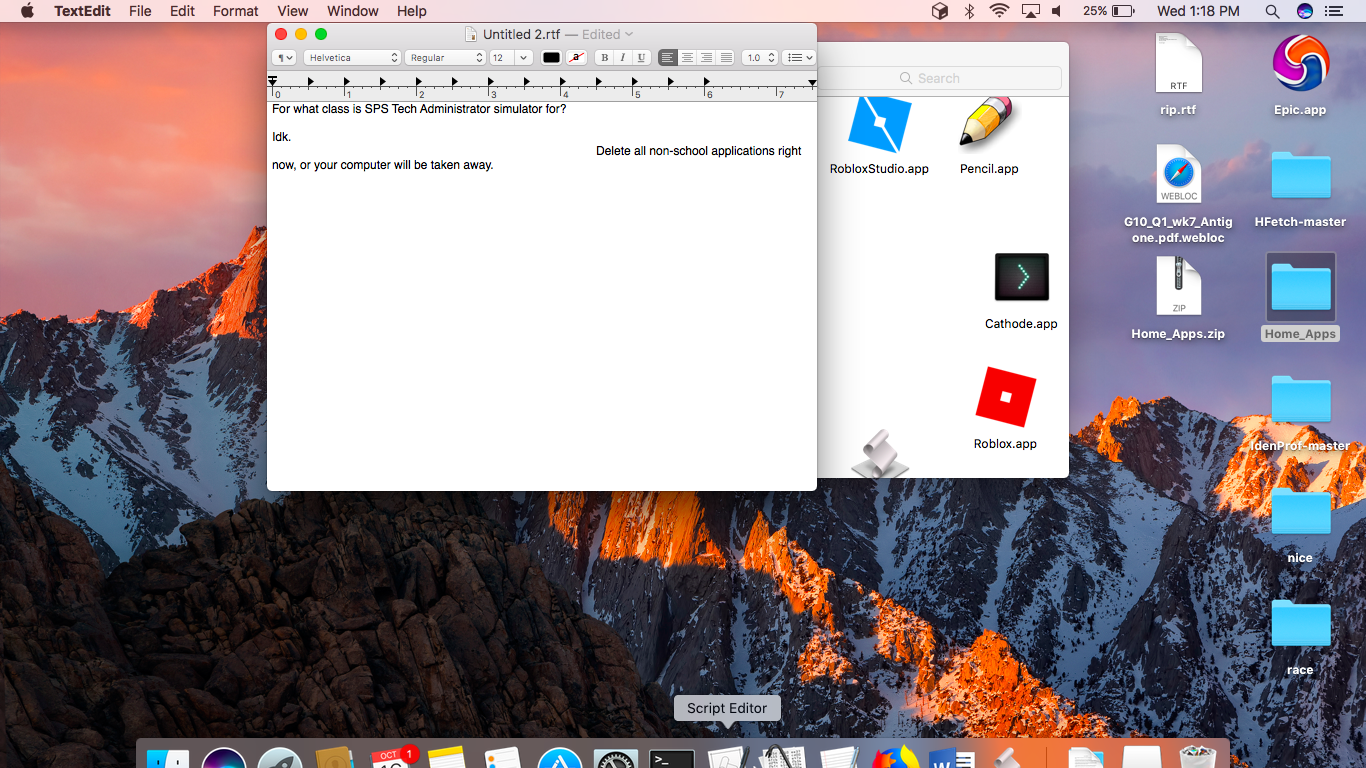 TextEdit File Edit Format View Window Help 25% Wed 1:18 PM
Untitled 2.rtf — Edited
¶ Helvetica Regular 12 a B I U 1.0
0 1 2 3 4 5 6 7
For what class is SPS Tech Administrator simulator for?
Idk.
Delete all non-school applications right
now, or your computer will be taken away.
Search
RobloxStudio.app
Pencil.app
Cathode.app
Roblox.app
RTF
rip.rtf
Epic.app
WEBLOC
G10_Q1_wk7_Antig
one.pdf.webloc
HFetch-master
ZIP
Home_Apps.zip
Home_Apps
IdenProf-master
nice
race
Script Editor
OCT
1
>_
W